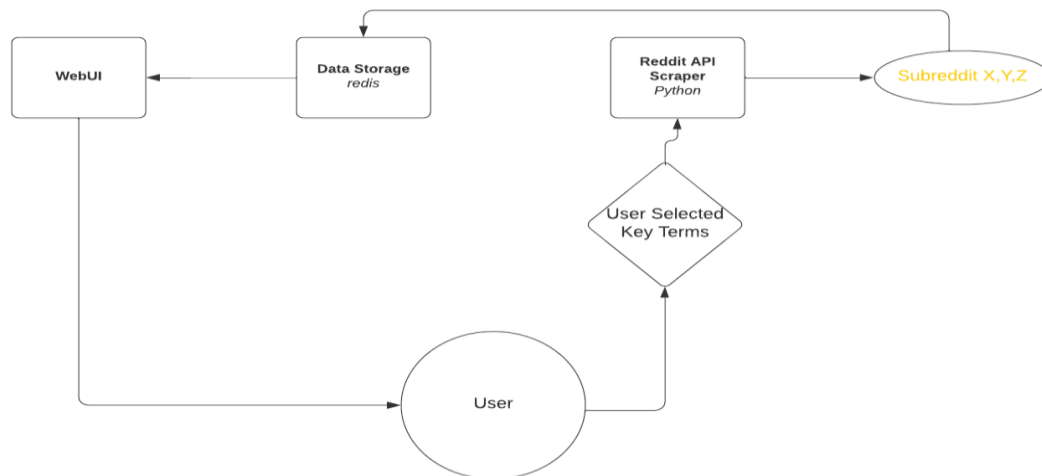 WebUI
Data Storage
redis
Reddit API
Scraper
Python
Subreddit X,Y,Z
User Selected
Key Terms
User